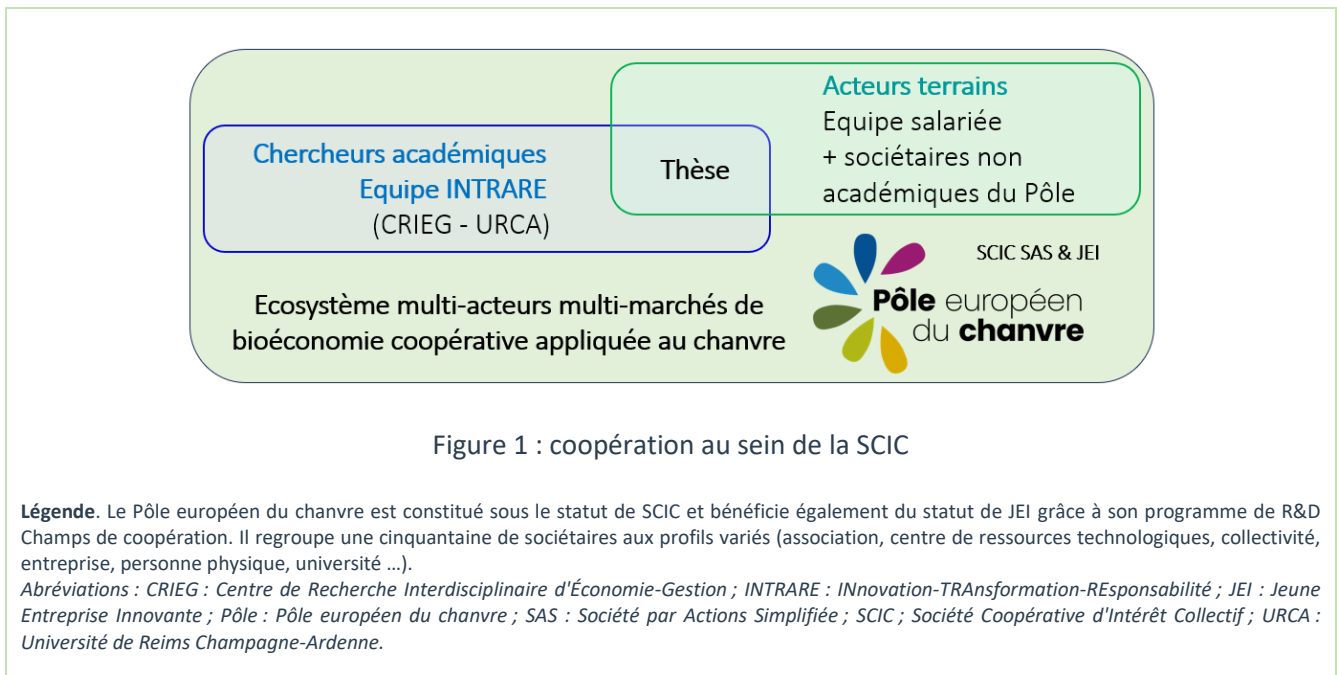 Acteurs terrains
Equipe salariée
+ sociétaires non
académiques du Pôle
Chercheurs académiques
Equipe INTRARE
(CRIEG - URCA)
Thèse
SCIC SAS & JEI
Pôle européen
du chanvre
Ecosystème multi-acteurs multi-marchés de
bioéconomie coopérative appliquée au chanvre
Figure 1 : coopération au sein de la SCIC
Légende. Le Pôle européen du chanvre est constitué sous le statut de SCIC et bénéficie également du statut de JEI grâce à son programme de R&D
Champs de coopération. Il regroupe une cinquantaine de sociétaires aux profils variés (association, centre de ressources technologiques, collectivité,
entreprise, personne physique, université ...).
Abréviations : CRIEG : Centre de Recherche Interdisciplinaire d'Économie-Gestion ; INTRARE : INnovation-TRAnsformation-REsponsabilité ; JEI : Jeune
Entreprise Innovante ; Pôle : Pôle européen du chanvre ; SAS : Société par Actions Simplifiée ; SCIC ; Société Coopérative d'Intérêt Collectif ; URCA :
Université de Reims Champagne-Ardenne.